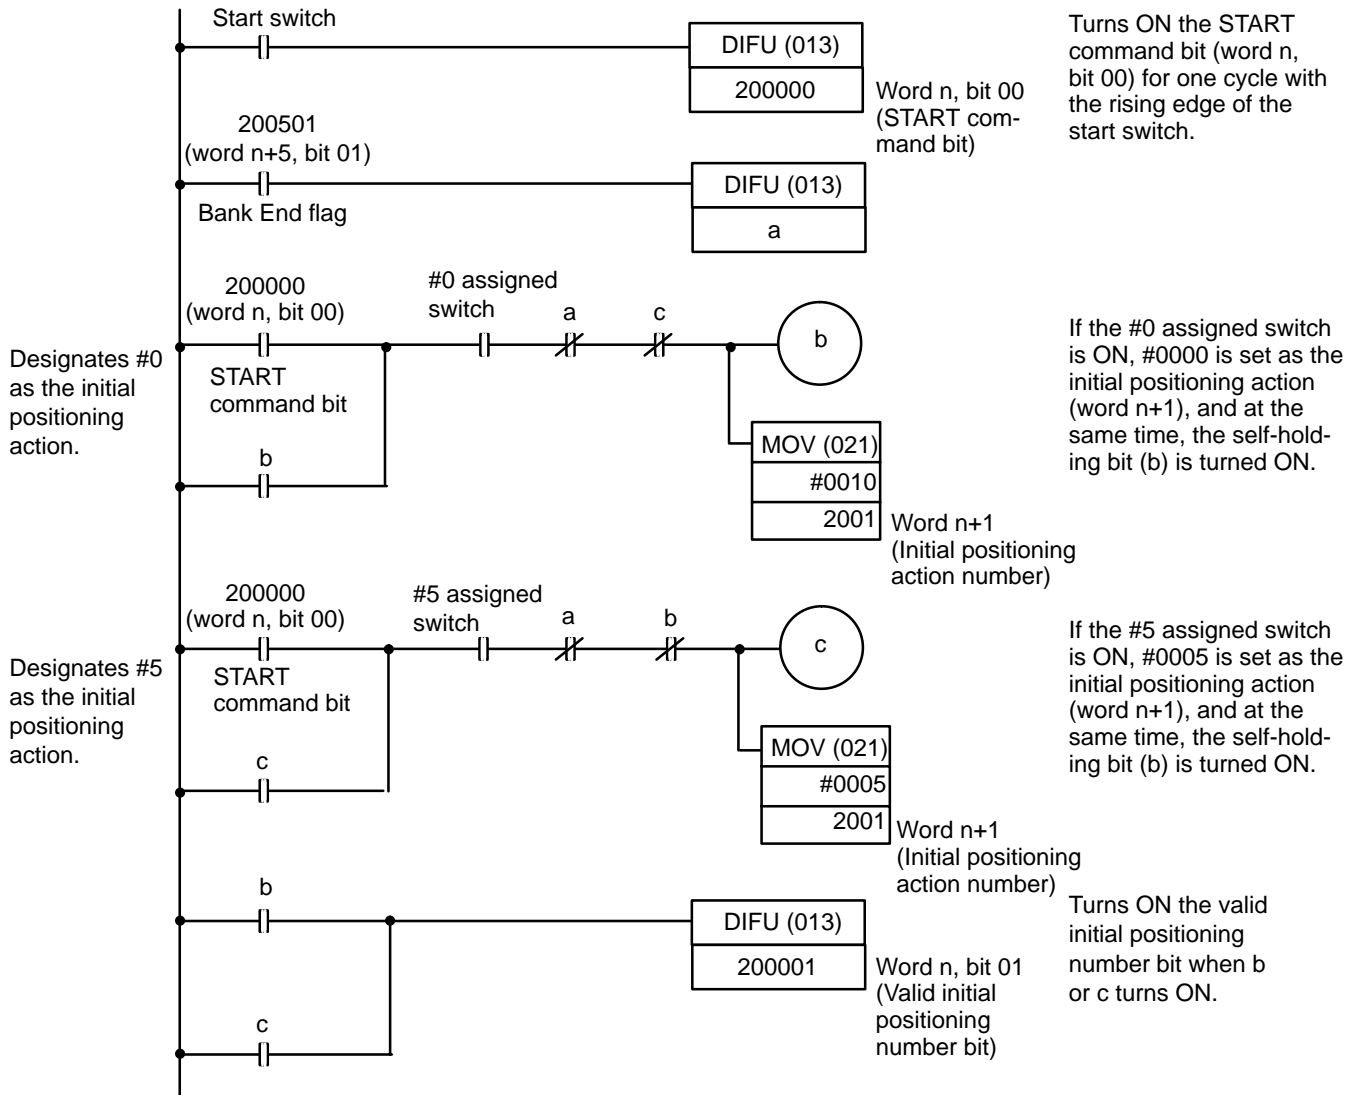 Start switch
DIFU (013)
200000
Word n, bit 00
(START com-
mand bit)
Turns ON the START
command bit (word n,
bit 00) for one cycle with
the rising edge of the
start switch.
200501
(word n+5, bit 01)
Bank End flag
DIFU (013)
a
Designates #0
as the initial
positioning
action.
200000
(word n, bit 00)
START
command bit
b
#0 assigned
switch
a
c
b
MOV (021)
#0010
2001
Word n+1
(Initial positioning
action number)
If the #0 assigned switch
is ON, #0000 is set as the
initial positioning action
(word n+1), and at the
same time, the self-hold-
ing bit (b) is turned ON.
Designates #5
as the initial
positioning
action.
200000
(word n, bit 00)
START
command bit
c
#5 assigned
switch
a
b
c
MOV (021)
#0005
2001
Word n+1
(Initial positioning
action number)
If the #5 assigned switch
is ON, #0005 is set as the
initial positioning action
(word n+1), and at the
same time, the self-hold-
ing bit (b) is turned ON.
b
c
DIFU (013)
200001
Word n, bit 01
(Valid initial
positioning
number bit)
Turns ON the valid
initial positioning
number bit when b
or c turns ON.